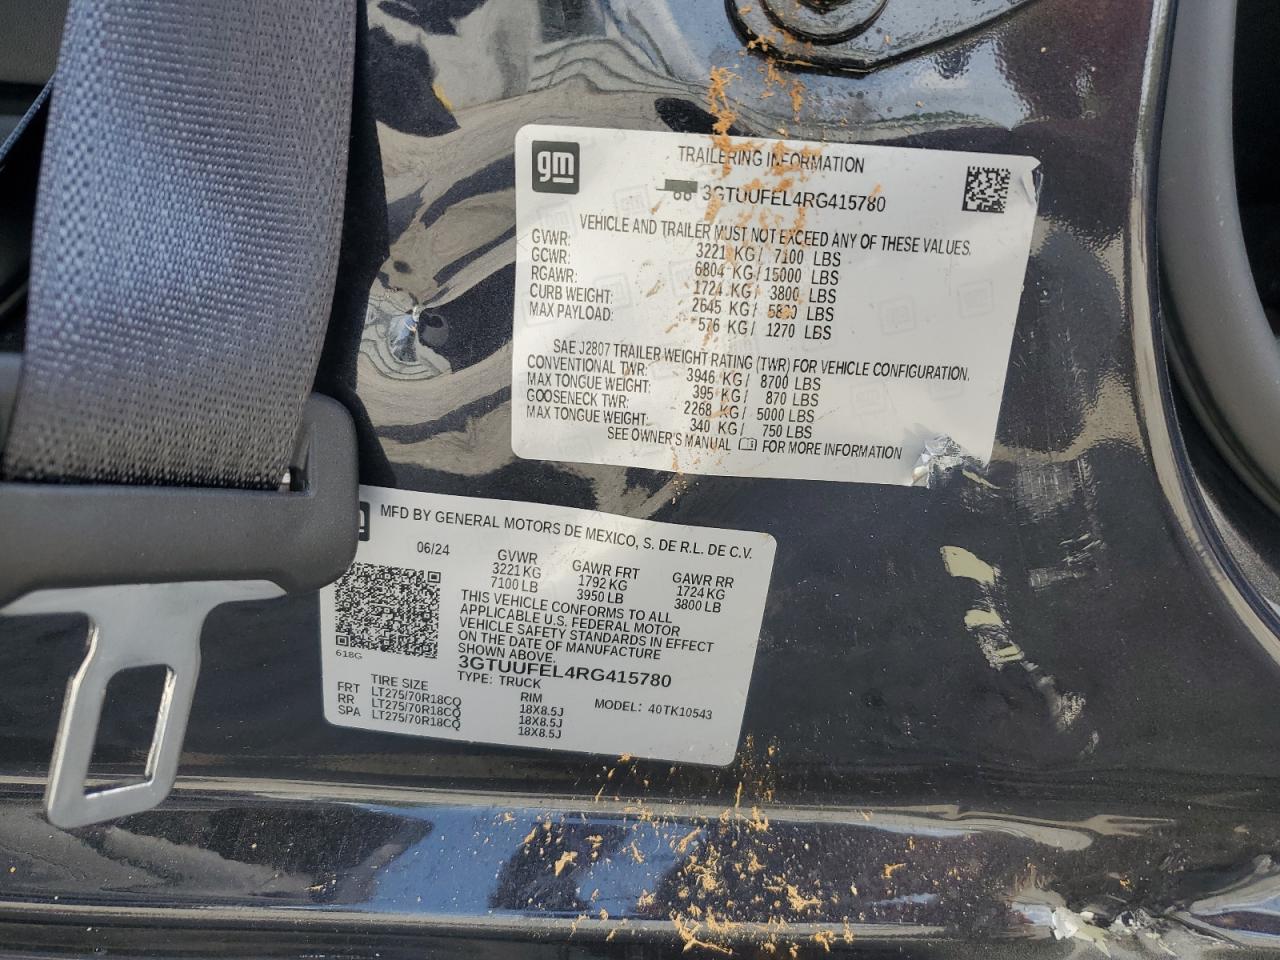 gm
TRAILERING INFORMATION
3GTUUFEL4RG415780
VEHICLE AND TRAILER MUST NOT EXCEED ANY OF THESE VALUES.
GVWR: 3221 KG / 7100 LBS
GCWR: 6804 KG / 15000 LBS
RGAWR: 1724 KG / 3800 LBS
CURB WEIGHT: 2645 KG / 5830 LBS
MAX PAYLOAD: 576 KG / 1270 LBS
SAE J2807 TRAILER WEIGHT RATING (TWR) FOR VEHICLE CONFIGURATION.
CONVENTIONAL TWR: 3946 KG / 8700 LBS
MAX TONGUE WEIGHT: 395 KG / 870 LBS
GOOSENECK TWR: 2268 KG / 5000 LBS
MAX TONGUE WEIGHT: 340 KG / 750 LBS
SEE OWNER'S MANUAL FOR MORE INFORMATION
MFD BY GENERAL MOTORS DE MEXICO, S. DE R.L. DE C.V.
06/24 GVWR GAWR FRT GAWR RR
3221 KG 1792 KG 1724 KG
7100 LB 3950 LB 3800 LB
THIS VEHICLE CONFORMS TO ALL
APPLICABLE U.S. FEDERAL MOTOR
VEHICLE SAFETY STANDARDS IN EFFECT
ON THE DATE OF MANUFACTURE
SHOWN ABOVE.
618G
3GTUUFEL4RG415780
TYPE: TRUCK
TIRE SIZE RIM MODEL: 40TK10543
FRT LT275/70R18CQ 18X8.5J
RR LT275/70R18CQ 18X8.5J
SPA LT275/70R18CQ 18X8.5J